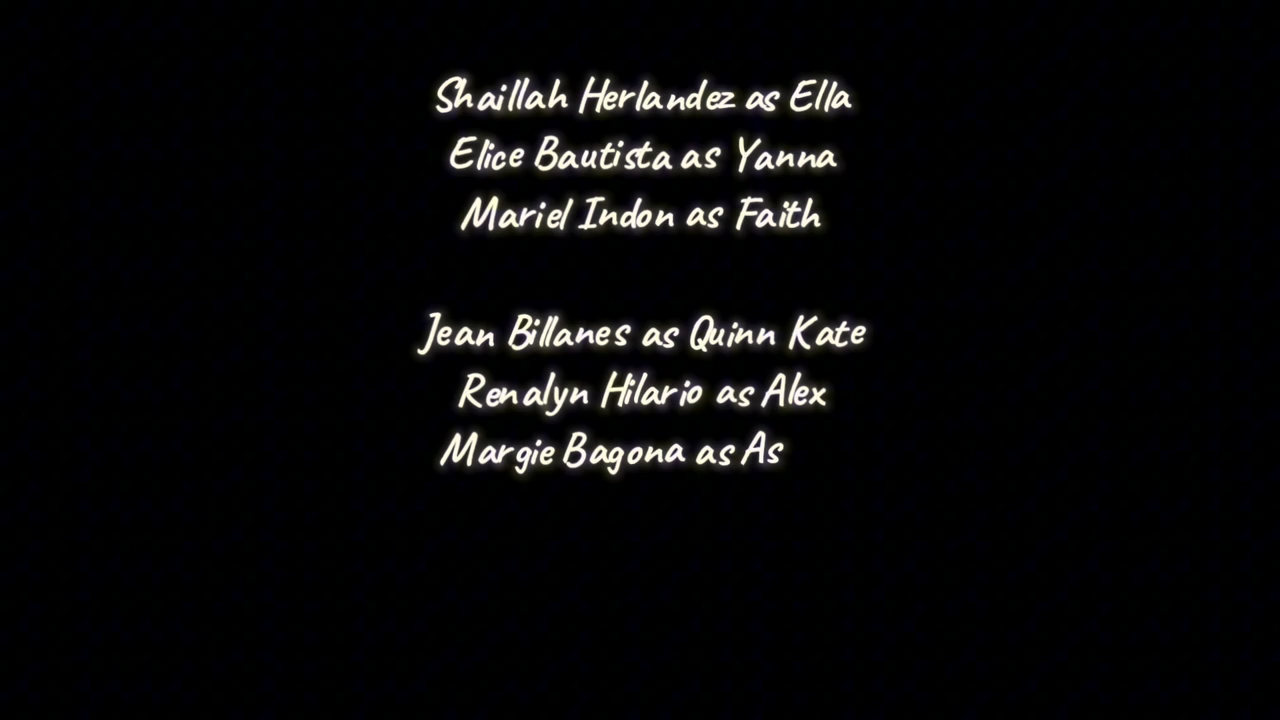 Shaillah Herlandez as Ella
Elice Bautista as Yanna
Mariel Indon as Faith
Jean Billanes as Quinn Kate
Renalyn Hilario as Alex
Margie Bagona as As